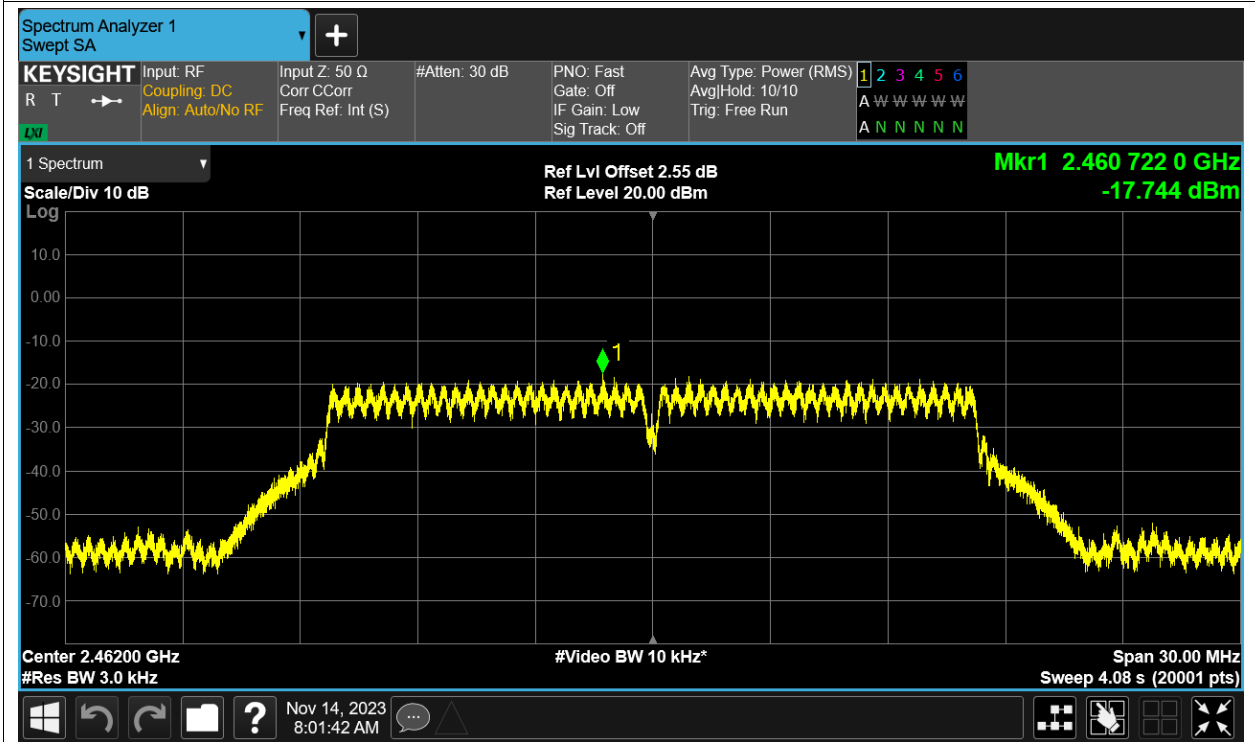 Spectrum Analyzer 1
Swept SA
KEYSIGHT
R T
LXI
Input: RF
Coupling: DC
Align: Auto/No RF
Input Z: 50 Ω
Corr CCorr
Freq Ref: Int (S)
#Atten: 30 dB
PNO: Fast
Gate: Off
IF Gain: Low
Sig Track: Off
Avg Type: Power (RMS)
Avg|Hold: 10/10
Trig: Free Run
1 2 3 4 5 6
A W W W W W
A N N N N N
1 Spectrum
Scale/Div 10 dB
Log
Ref Lvl Offset 2.55 dB
Ref Level 20.00 dBm
Mkr1 2.460 722 0 GHz
-17.744 dBm
10.0
0.00
-10.0
1
-20.0
-30.0
-40.0
-50.0
-60.0
-70.0
Center 2.46200 GHz
#Res BW 3.0 kHz
#Video BW 10 kHz*
Span 30.00 MHz
Sweep 4.08 s (20001 pts)
?
Nov 14, 2023
8:01:42 AM